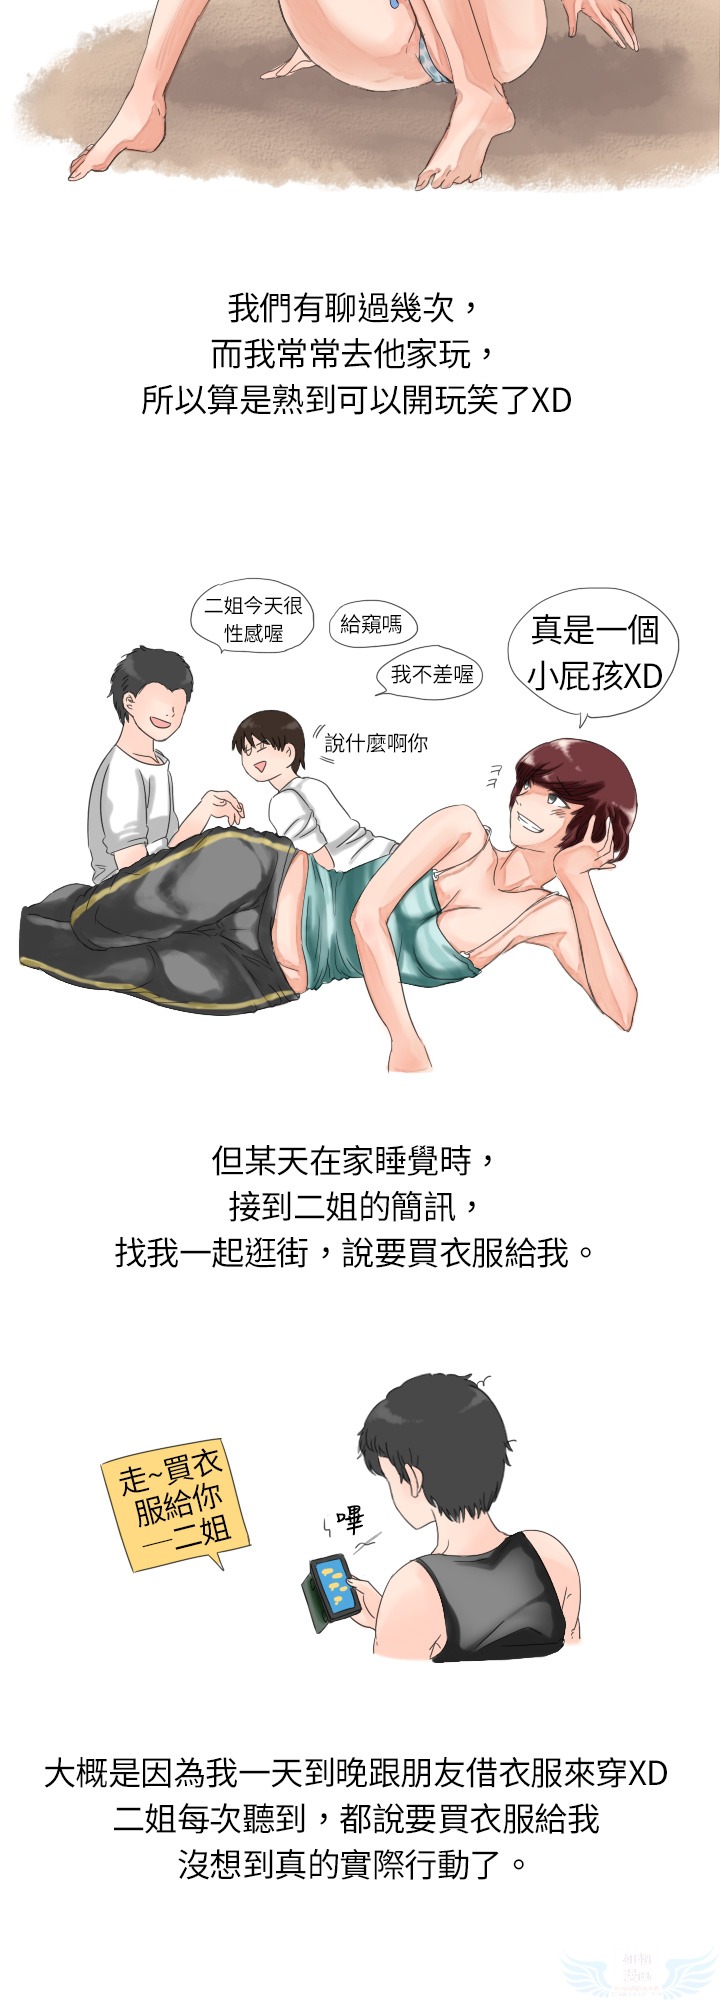 我們有聊過幾次，
而我常常去他家玩，
所以算是熟到可以開玩笑了XD
二姐今天很
性感喔
給窺嗎
我不差喔
真是一個
小屁孩XD
說什麼啊你
但某天在家睡覺時，
接到二姐的簡訊，
找我一起逛街，說要買衣服給我。
走~買衣
服給你
─二姐
嗶
大概是因為我一天到晚跟朋友借衣服來穿XD
二姐每次聽到，都說要買衣服給我
沒想到真的實際行動了。